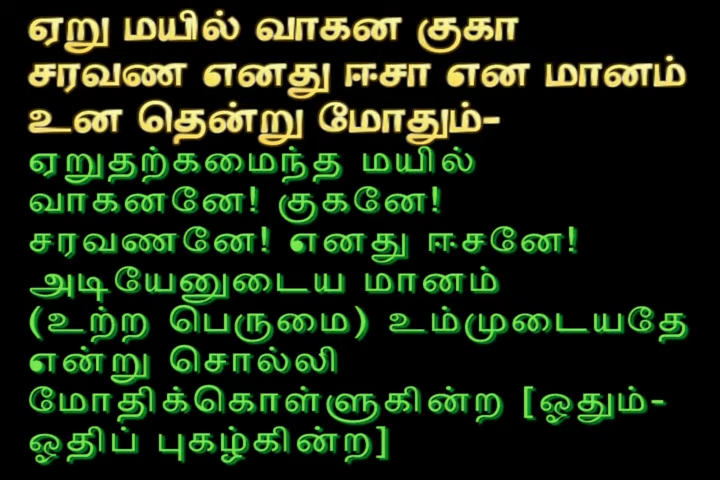 ஏறு மயில் வாகன குகா
சரவண எனது ஈசா என மானம்
உன தென்று மோதும்-
ஏறுதற்கமைந்த மயில்
வாகனனே! குகனே!
சரவணனே! எனது ஈசனே!
அடியேனுடைய மானம்
(உற்ற பெருமை) உம்முடையதே
என்று சொல்லி
மோதிக்கொள்ளுகின்ற [ஓதும்-
ஓதிப் புகழ்கின்ற]